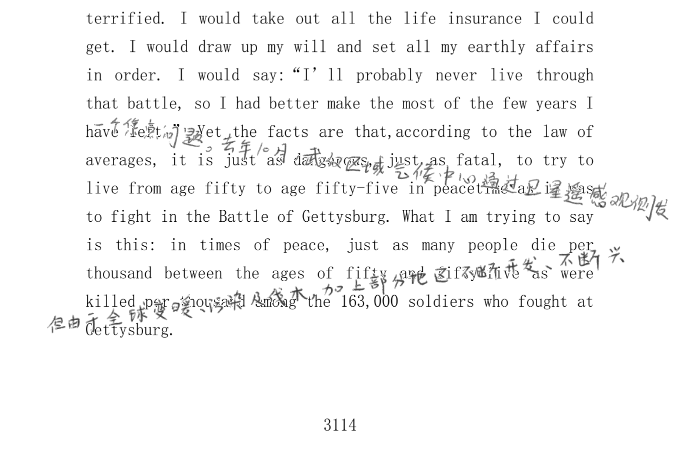 terrified. I would take out all the life insurance I could
get. I would draw up my will and set all my earthly affairs
in order. I would say:“I’ll probably never live through
that battle, so I had better make the most of the few years I
have left.” Yet the facts are that,according to the law of
一个信息问题。去年10月，我们区域气候中心通过卫星遥感观测发
averages, it is just as dangerous, just as fatal, to try to
live from age fifty to age fifty-five in peacetime as it was
to fight in the Battle of Gettysburg. What I am trying to say
is this: in times of peace, just as many people die per
thousand between the ages of fifty and fifty-five as were
但由于全球变暖、污染及伐木，加上部分地区不断开发、不断兴
killed per thousand among the 163,000 soldiers who fought at
Gettysburg.
3114